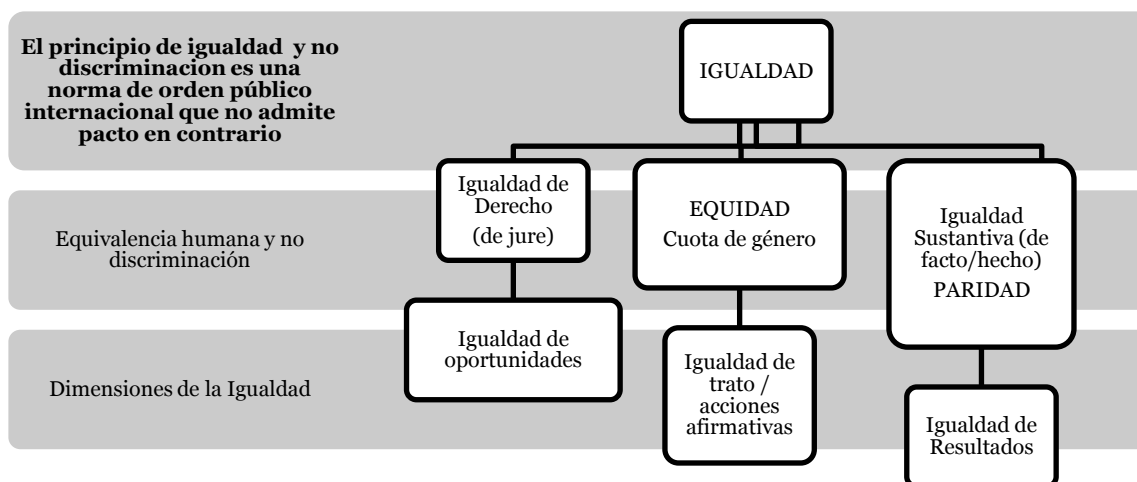 El principio de igualdad y no
discriminacion es una
norma de orden público
internacional que no admite
pacto en contrario
IGUALDAD
Equivalencia humana y no
discriminación
Igualdad de
Derecho
(de jure)
EQUIDAD
Cuota de género
Igualdad
Sustantiva (de
facto/hecho)
PARIDAD
Dimensiones de la Igualdad
Igualdad de
oportunidades
Igualdad de
trato /
acciones
afirmativas
Igualdad de
Resultados